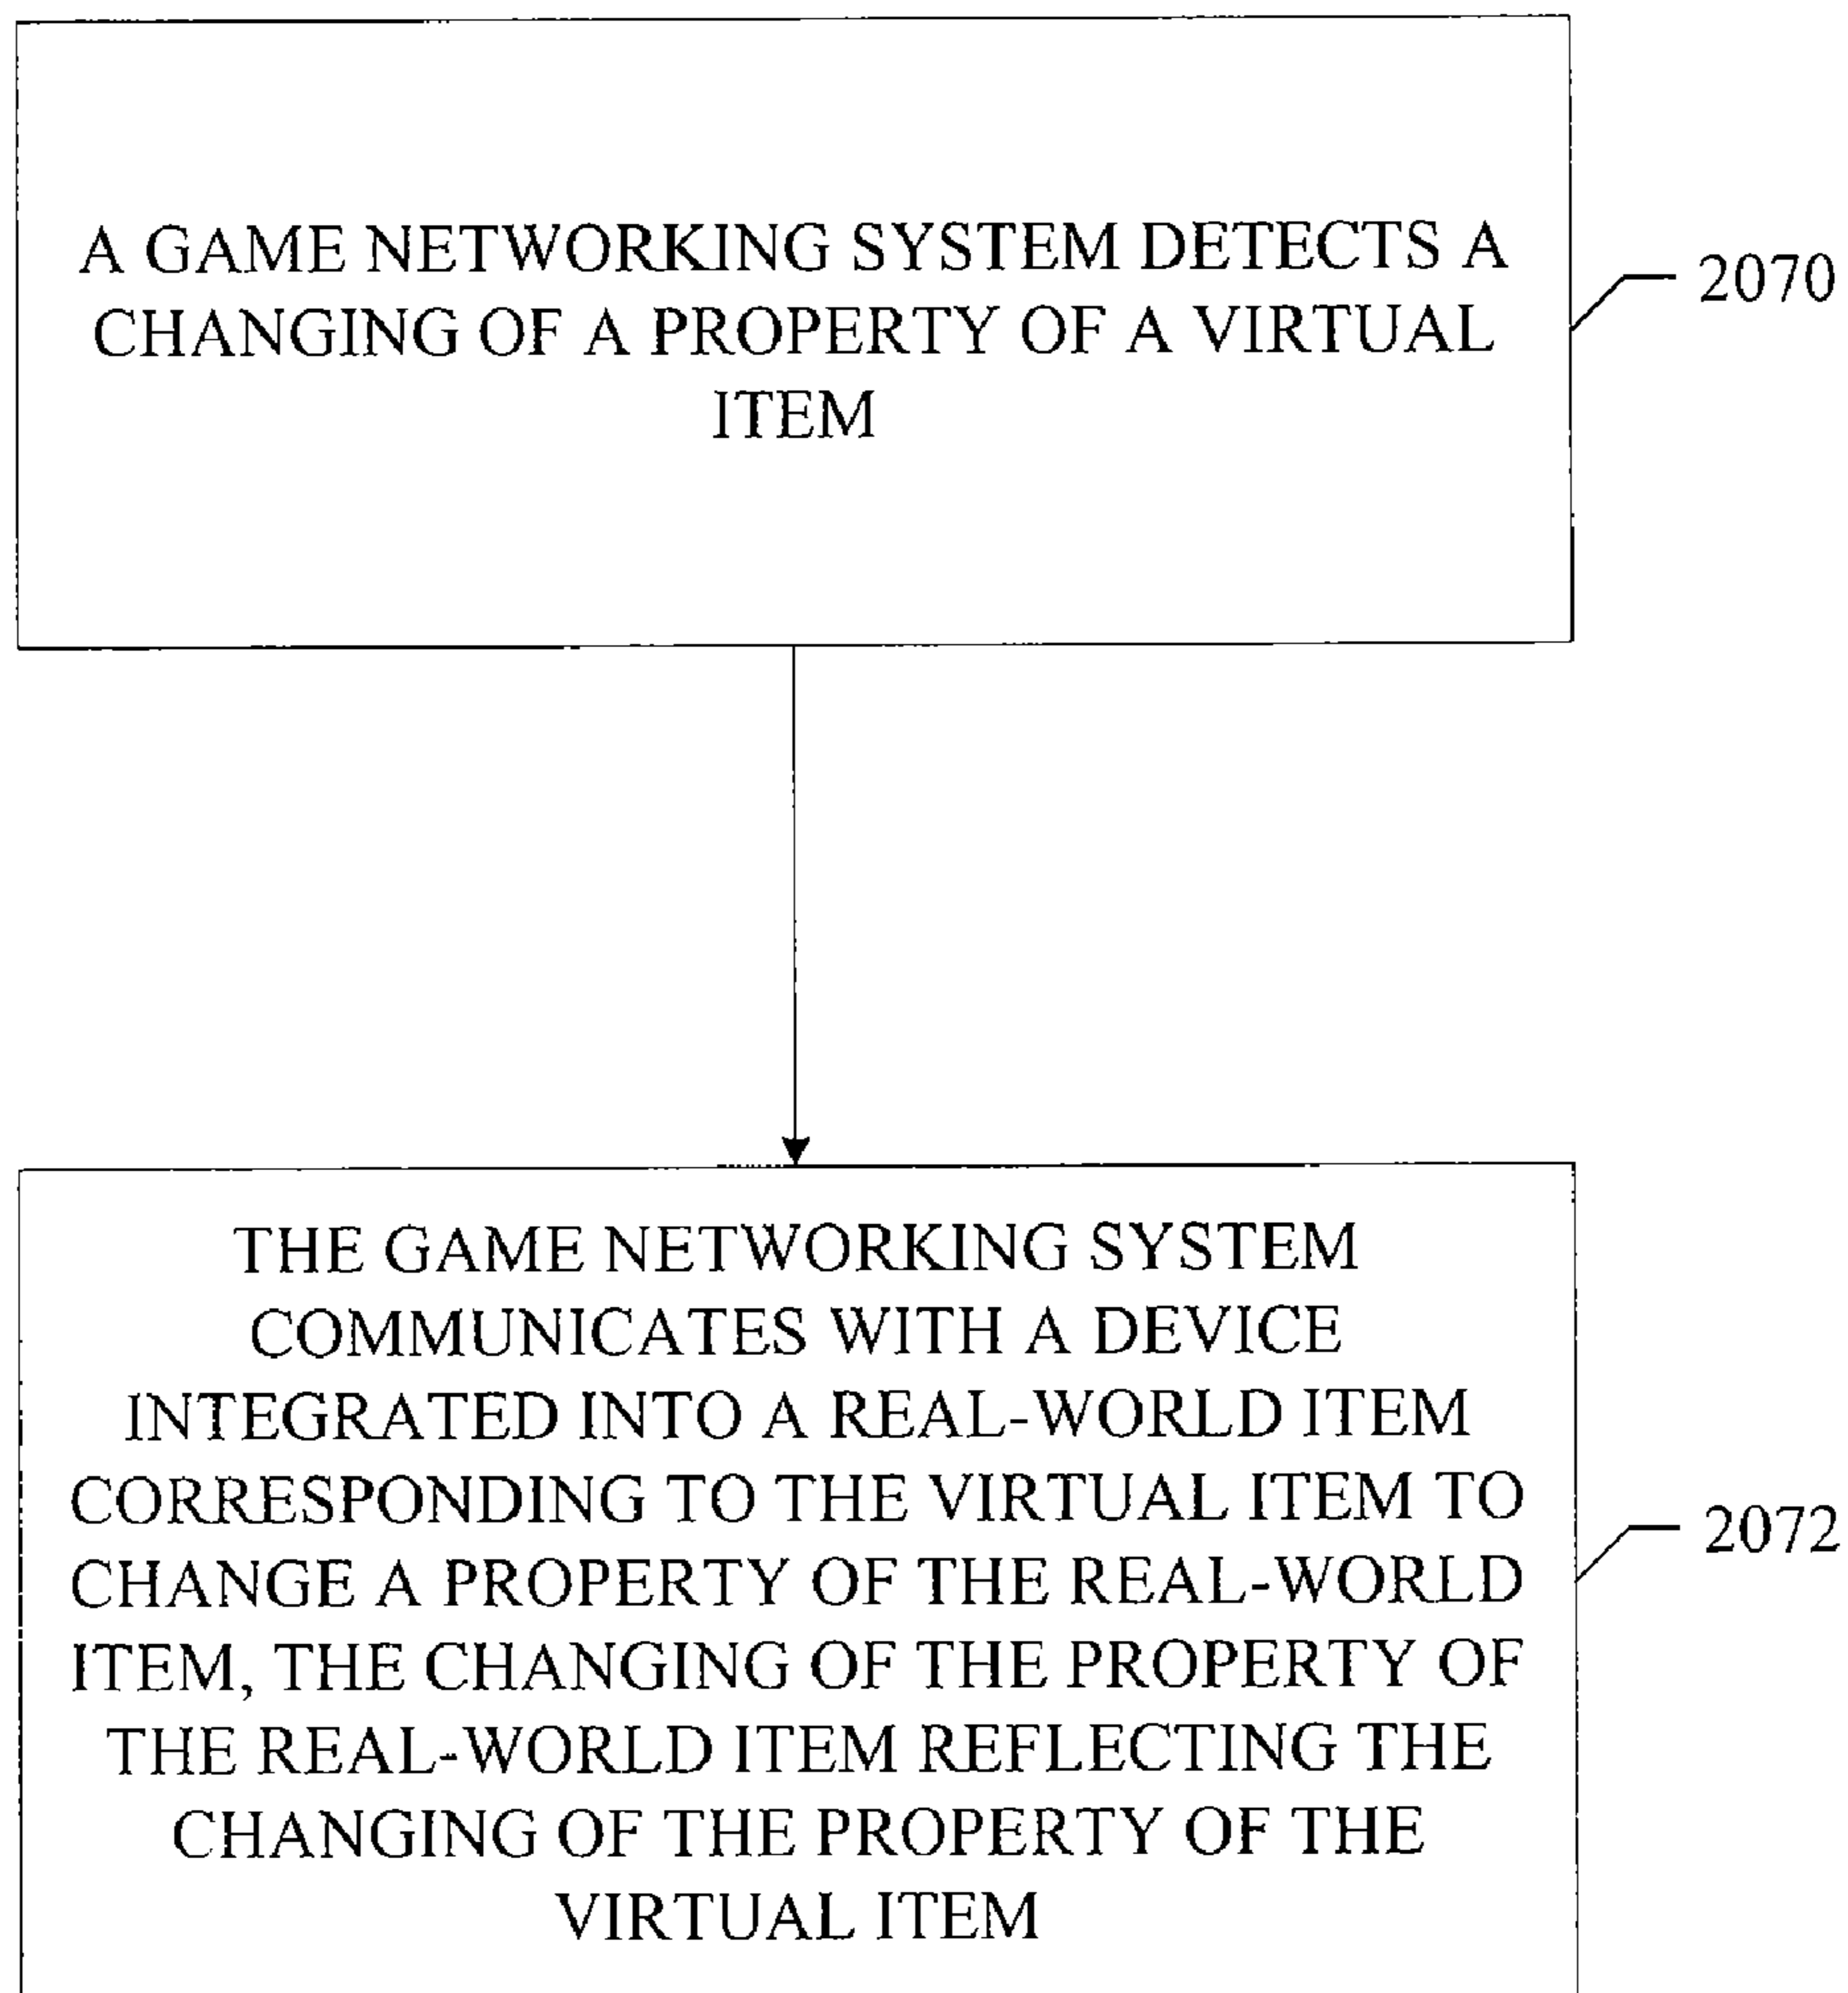 A GAME NETWORKING SYSTEM DETECTS A
CHANGING OF A PROPERTY OF A VIRTUAL
ITEM
2070
THE GAME NETWORKING SYSTEM
COMMUNICATES WITH A DEVICE
INTEGRATED INTO A REAL-WORLD ITEM
CORRESPONDING TO THE VIRTUAL ITEM TO
CHANGE A PROPERTY OF THE REAL-WORLD
ITEM, THE CHANGING OF THE PROPERTY OF
THE REAL-WORLD ITEM REFLECTING THE
CHANGING OF THE PROPERTY OF THE
VIRTUAL ITEM
2072